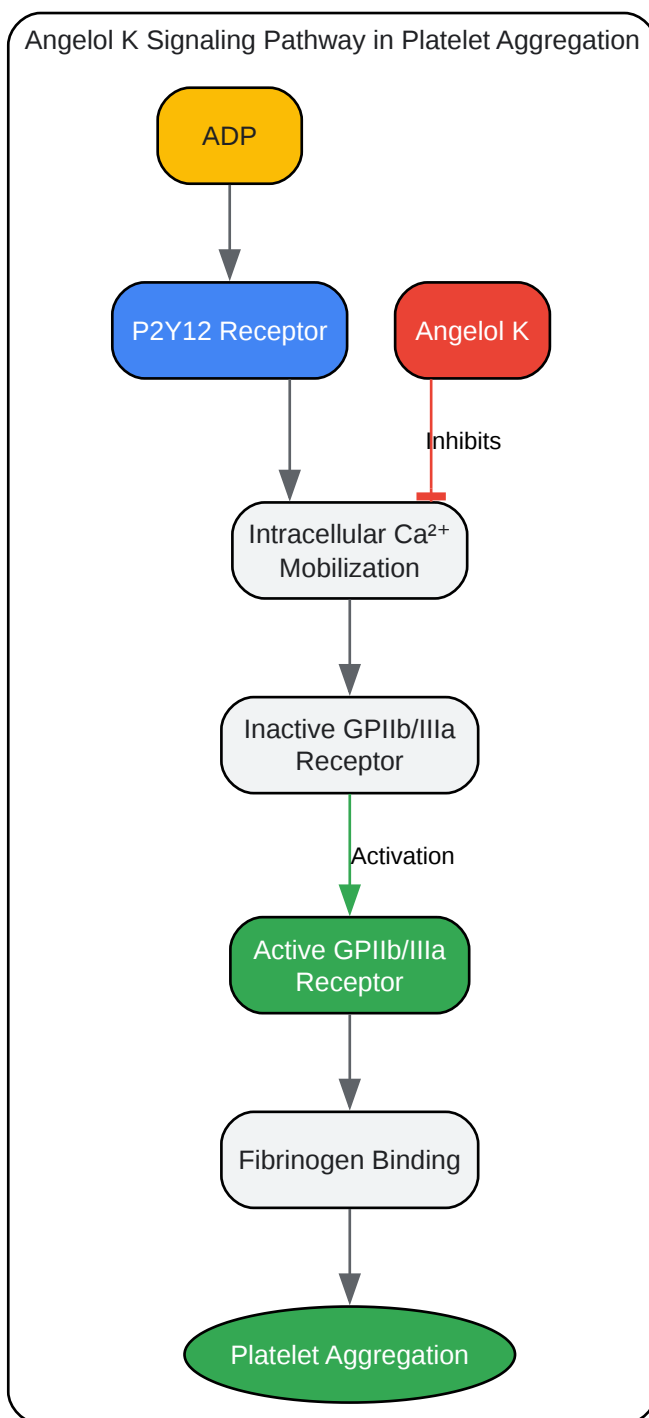 Angelol K Signaling Pathway in Platelet Aggregation
ADP
P2Y12 Receptor
Angelol K
Inhibits
Intracellular Ca²⁺
Mobilization
Inactive GPIIb/IIIa
Receptor
Activation
Active GPIIb/IIIa
Receptor
Fibrinogen Binding
Platelet Aggregation